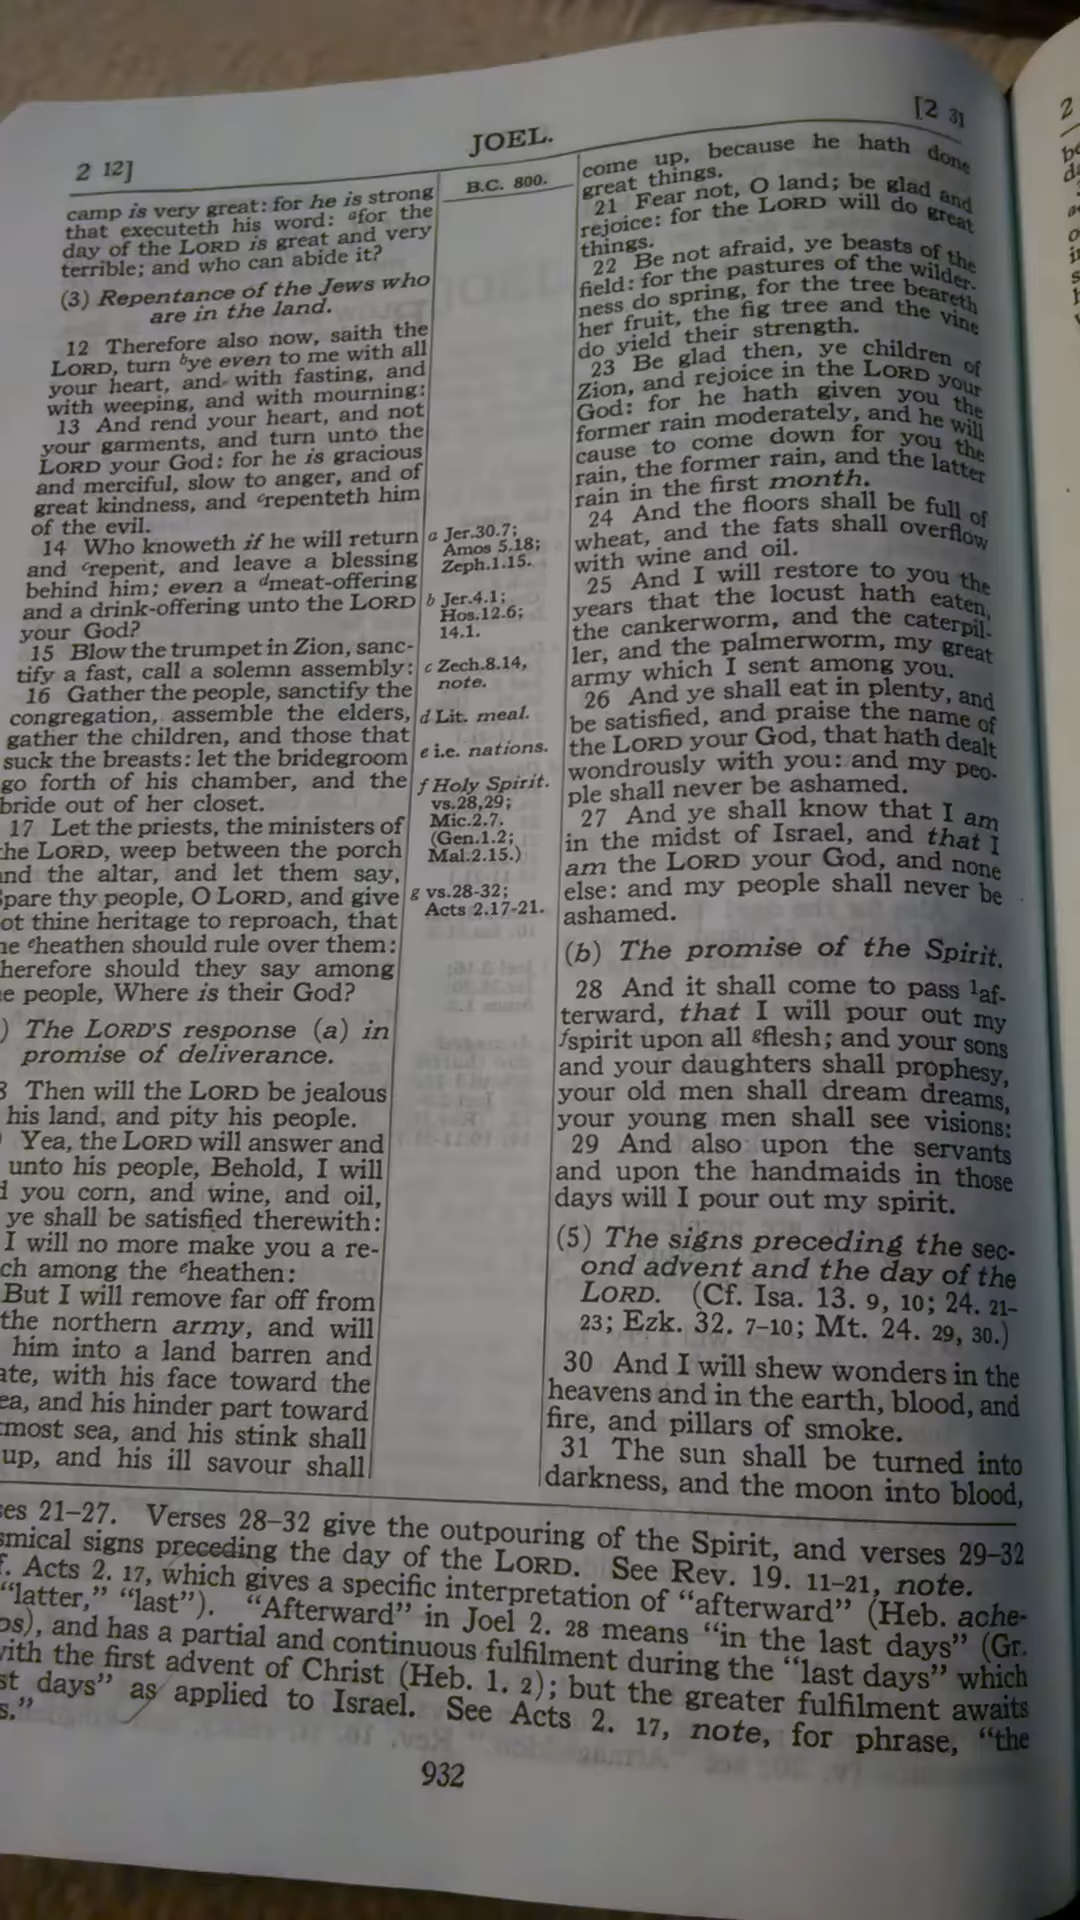 2 12]
JOEL.
[2 31
camp is very great: for he is strong
that executeth his word: ᵃfor the
day of the LORD is great and very
terrible; and who can abide it?
(3) Repentance of the Jews who
are in the land.
12 Therefore also now, saith the
LORD, turn ᵇye even to me with all
your heart, and with fasting, and
with weeping, and with mourning:
13 And rend your heart, and not
your garments, and turn unto the
LORD your God: for he is gracious
and merciful, slow to anger, and of
great kindness, and ᶜrepenteth him
of the evil.
14 Who knoweth if he will return
and ᶜrepent, and leave a blessing
behind him; even a ᵈmeat-offering
and a drink-offering unto the LORD
your God?
15 Blow the trumpet in Zion, sanc-
tify a fast, call a solemn assembly:
16 Gather the people, sanctify the
congregation, assemble the elders,
gather the children, and those that
suck the breasts: let the bridegroom
go forth of his chamber, and the
bride out of her closet.
17 Let the priests, the ministers of
the LORD, weep between the porch
and the altar, and let them say,
Spare thy people, O LORD, and give
ot thine heritage to reproach, that
he ᵉheathen should rule over them:
herefore should they say among
e people, Where is their God?
) The LORD'S response (a) in
promise of deliverance.
8 Then will the LORD be jealous
his land, and pity his people.
Yea, the LORD will answer and
unto his people, Behold, I will
d you corn, and wine, and oil,
ye shall be satisfied therewith:
I will no more make you a re-
ch among the ᵉheathen:
But I will remove far off from
the northern army, and will
him into a land barren and
ate, with his face toward the
ea, and his hinder part toward
most sea, and his stink shall
up, and his ill savour shall
B.C. 800.
a Jer.30.7;
Amos 5.18;
Zeph.1.15.
b Jer.4.1;
Hos.12.6;
14.1.
c Zech.8.14,
note.
d Lit. meal.
e i.e. nations.
f Holy Spirit.
vs.28,29;
Mic.2.7.
(Gen.1.2;
Mal.2.15.)
g vs.28-32;
Acts 2.17-21.
come up, because he hath done
great things.
21 Fear not, O land; be glad and
rejoice: for the LORD will do great
things.
22 Be not afraid, ye beasts of the
field: for the pastures of the wilder-
ness do spring, for the tree beareth
her fruit, the fig tree and the vine
do yield their strength.
23 Be glad then, ye children of
Zion, and rejoice in the LORD your
God: for he hath given you the
former rain moderately, and he will
cause to come down for you the
rain, the former rain, and the latter
rain in the first month.
24 And the floors shall be full of
wheat, and the fats shall overflow
with wine and oil.
25 And I will restore to you the
years that the locust hath eaten,
the cankerworm, and the caterpil-
ler, and the palmerworm, my great
army which I sent among you.
26 And ye shall eat in plenty, and
be satisfied, and praise the name of
the LORD your God, that hath dealt
wondrously with you: and my peo-
ple shall never be ashamed.
27 And ye shall know that I am
in the midst of Israel, and that I
am the LORD your God, and none
else: and my people shall never be
ashamed.
(b) The promise of the Spirit.
28 And it shall come to pass ¹af-
terward, that I will pour out my
ᶠspirit upon all ᵍflesh; and your sons
and your daughters shall prophesy,
your old men shall dream dreams,
your young men shall see visions:
29 And also upon the servants
and upon the handmaids in those
days will I pour out my spirit.
(5) The signs preceding the sec-
ond advent and the day of the
LORD. (Cf. Isa. 13. 9, 10; 24. 21-
23; Ezk. 32. 7-10; Mt. 24. 29, 30.)
30 And I will shew wonders in the
heavens and in the earth, blood, and
fire, and pillars of smoke.
31 The sun shall be turned into
darkness, and the moon into blood,
ses 21-27. Verses 28-32 give the outpouring of the Spirit, and verses 29-32
smical signs preceding the day of the LORD. See Rev. 19. 11-21, note.
f. Acts 2. 17, which gives a specific interpretation of "afterward" (Heb. ache-
"latter," "last"). "Afterward" in Joel 2. 28 means "in the last days" (Gr.
os), and has a partial and continuous fulfilment during the "last days" which
with the first advent of Christ (Heb. 1. 2); but the greater fulfilment awaits
st days" as applied to Israel. See Acts 2. 17, note, for phrase, "the
s."
932